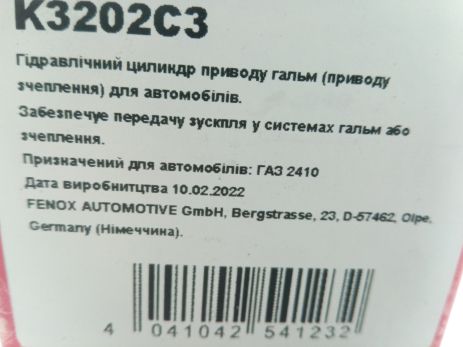 K3202C3
Гідравлічний циліндр приводу гальм (приводу
зчеплення) для автомобілів.
Забезпечує передачу зусилля у системах гальм або
зчеплення.
Призначений для автомобілів: ГАЗ 2410
Дата виробництва 10.02.2022
FENOX AUTOMOTIVE GmbH, Bergstrasse, 23, D-57462, Olpe,
Germany (Німеччина).
4 041042 541232